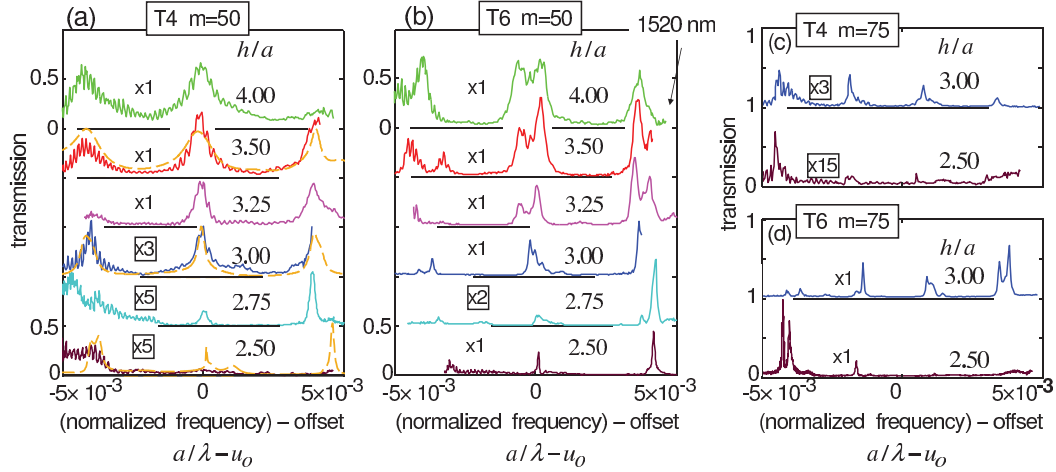 (a) T4 m=50
h/a
x1 4.00
x1 3.50
x1 3.25
x3 3.00
x5 2.75
x5 2.50
transmission
0.5
0
0.5
0
-5× 10⁻³ 0 5× 10⁻³
(normalized frequency) – offset
a/λ–uₒ
(b) T6 m=50
1520 nm
h/a
x1 4.00
x1 3.50
x1 3.25
x1 3.00
x2 2.75
x1 2.50
0.5
0
0.5
0
-5× 10⁻³ 0 5× 10⁻³
(normalized frequency) – offset
a/λ–uₒ
(c) T4 m=75
h/a
x3 3.00
x15 2.50
transmission
1
1
0
(d) T6 m=75
h/a
x1 3.00
x1 2.50
1
1
0
-5× 10⁻³ 0 5× 10⁻³
(normalized frequency) – offset
a/λ–uₒ